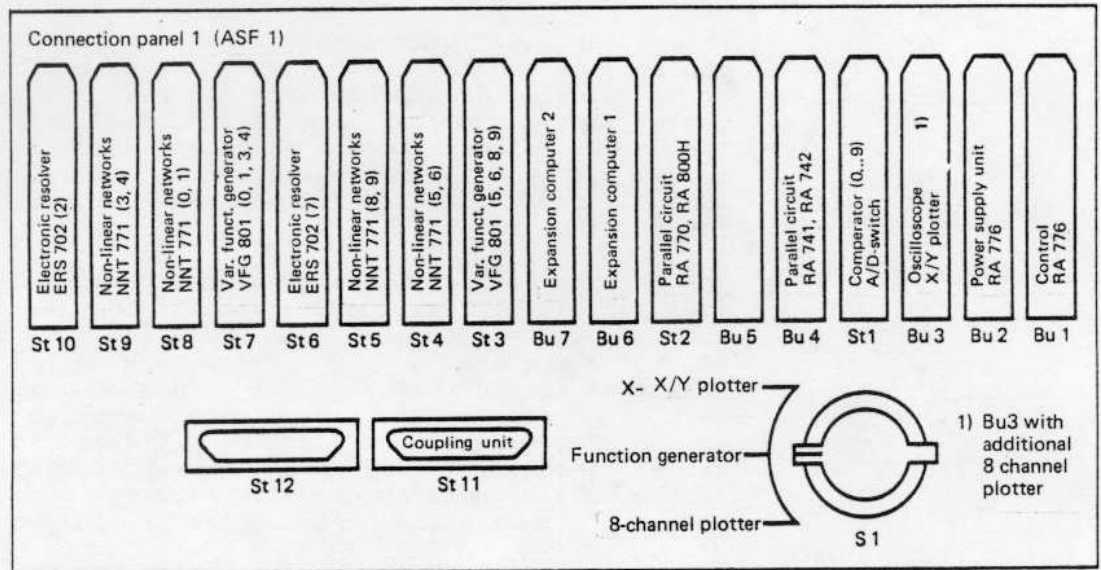 Connection panel 1 (ASF 1)
Electronic resolver
ERS 702 (2)
Non-linear networks
NNT 771 (3, 4)
Non-linear networks
NNT 771 (0, 1)
Var. funct. generator
VFG 801 (0, 1, 3, 4)
Electronic resolver
ERS 702 (7)
Non-linear networks
NNT 771 (8, 9)
Non-linear networks
NNT 771 (5, 6)
Var. funct. generator
VFG 801 (5, 6, 8, 9)
Expansion computer 2
Expansion computer 1
Parallel circuit
RA 770, RA 800H
Parallel circuit
RA 741, RA 742
Comperator (0...9)
A/D-switch
Oscilloscope 1)
X/Y plotter
Power supply unit
RA 776
Control
RA 776
St 10 St 9 St 8 St 7 St 6 St 5 St 4 St 3 Bu 7 Bu 6 St2 Bu 5 Bu 4 St1 Bu 3 Bu 2 Bu 1
X- X/Y plotter
Function generator
8-channel plotter
S 1
1) Bu3 with
additional
8 channel
plotter
Coupling unit
St 12 St 11